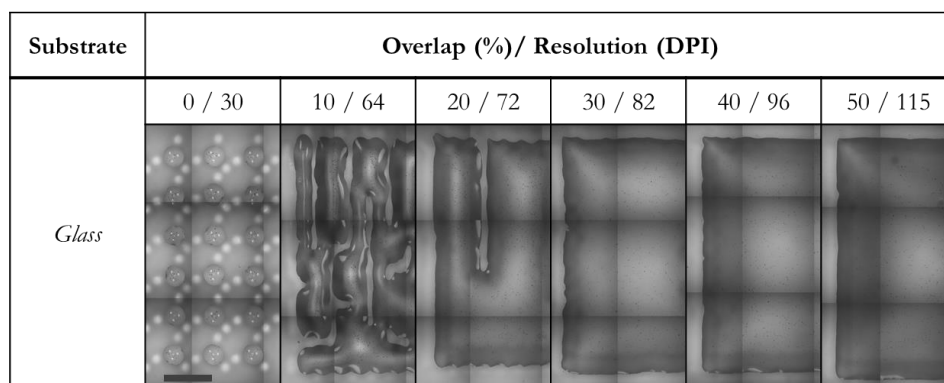 Substrate
Overlap (%)/ Resolution (DPI)
0 / 30
10 / 64
20 / 72
30 / 82
40 / 96
50 / 115
Glass